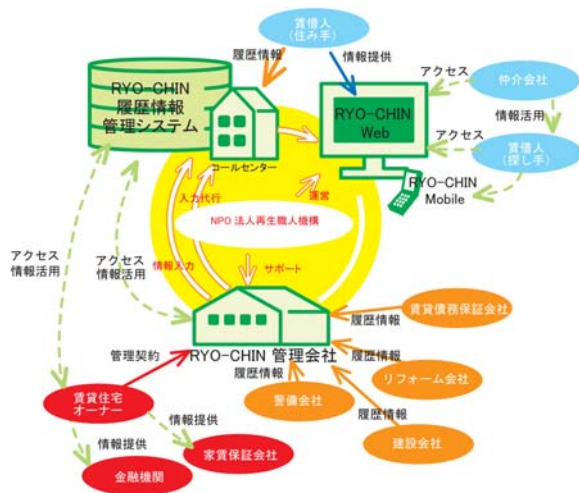 賃借人
（住み手）
履歴情報
情報提供
RYO-CHIN
履歴情報
管理システム
RYO-CHIN
Web
アクセス
仲介会社
情報活用
アクセス
賃借人
（探し手）
コールセンター
RYO-CHIN
Mobile
入力代行
運営
NPO 法人再生職人機構
アクセス
情報活用
アクセス
情報活用
情報入力
サポート
賃貸債務保証会社
履歴情報
管理契約
RYO-CHIN 管理会社
履歴情報
履歴情報
リフォーム会社
賃貸住宅
オーナー
警備会社
履歴情報
情報提供
建設会社
情報提供
家賃保証会社
金融機関